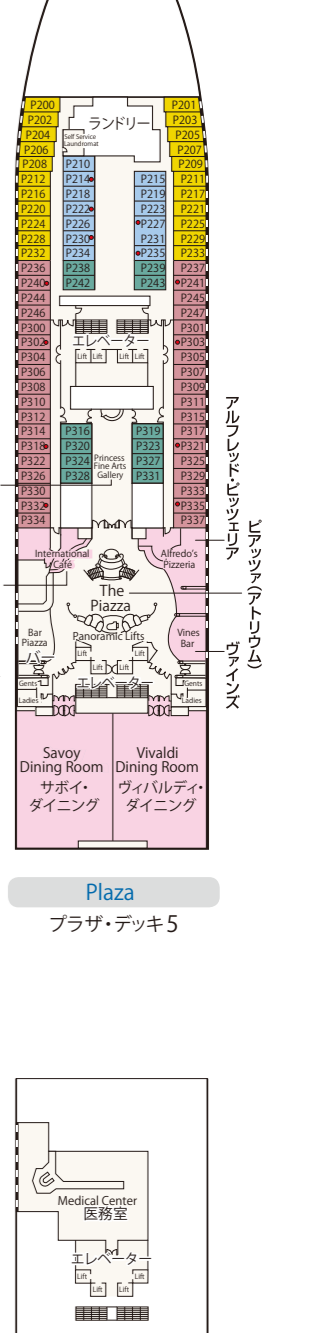 P200 P201
P202 ランドリー P203
P204 Self Service P205
Laundromat
P206 P207
P208 P210 P209
P212 P214 P215 P211
P216 P218 P219 P217
P220 P222 P223 P221
P224 P226 P227 P225
P228 P230 P231 P229
P232 P234 P235 P233
P236 P238 P239 P237
P240 P242 P243 P241
P244 P245
P246 P247
P300 P301
P302 エレベーター P303
P304 Lift Lift Lift Lift P305
P306 P307
P308 P309
P310 P311
P312 P315
P314 P316 P319 P317
P318 P320 P323 P321
P322 P324 Princess P327 P325
Fine Arts
P326 P328 Gallery P331 P329
P330 P333
P332 P335
P334 P337
アルフレッド・ピッツェリア
ピアッツァ(アトリウム)
ヴァインズ
International
Café
Alfredo's
Pizzeria
The
Piazza
Bar
Piazza
バー
Panoramic Lifts
Vines
Bar
Lift Lift
Lift Lift
エレベーター
Gents Gents
Ladies Ladies
Savoy
Dining Room
サボイ・
ダイニング
Vivaldi
Dining Room
ヴィバルディ・
ダイニング
Plaza
プラザ・デッキ5
Medical Center
医務室
エレベーター
Lift Lift
Lift Lift